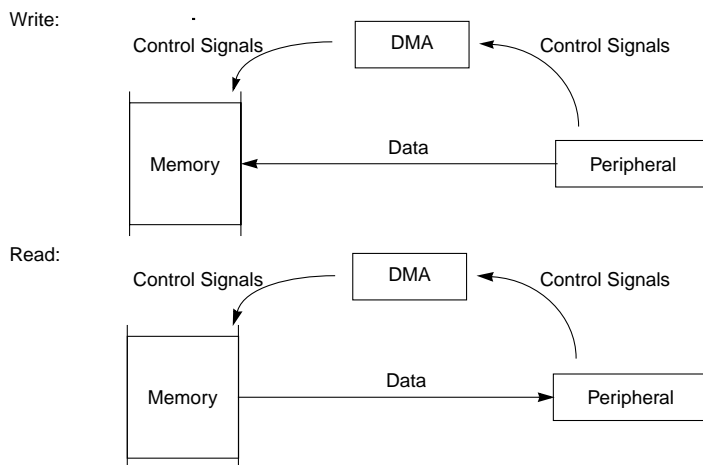 Write:
Control Signals
DMA
Control Signals
Memory
Data
Peripheral
Read:
Control Signals
DMA
Control Signals
Memory
Data
Peripheral